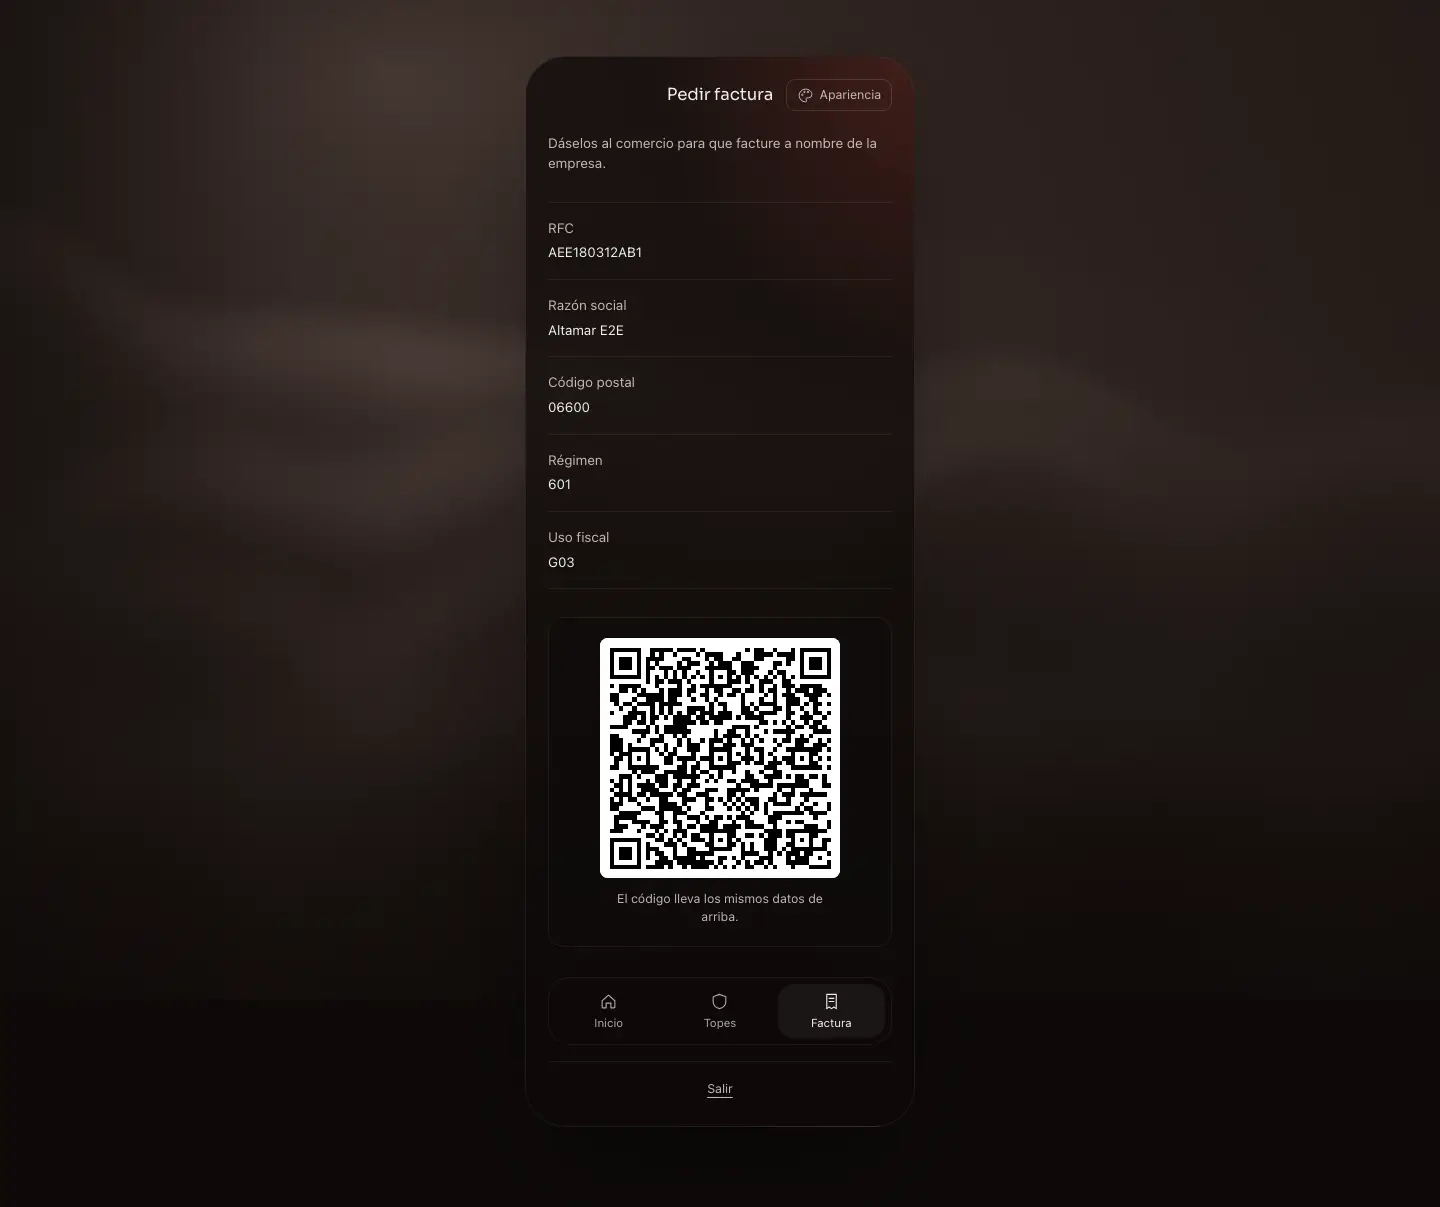 Pedir factura
Apariencia
Dáselos al comercio para que facture a nombre de la
empresa.
RFC
AEE180312AB1
Razón social
Altamar E2E
Código postal
06600
Régimen
601
Uso fiscal
G03
El código lleva los mismos datos de
arriba.
Inicio
Topes
Factura
Salir